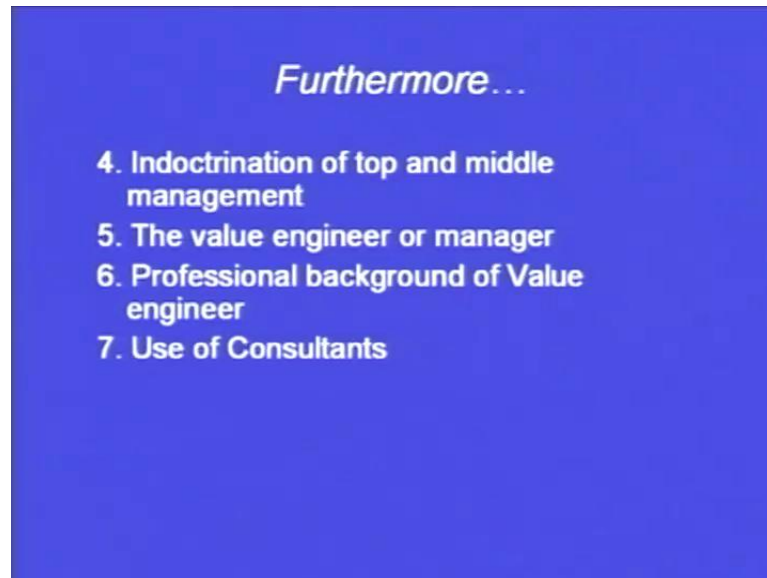 Furthermore...
4. Indoctrination of top and middle
management
5. The value engineer or manager
6. Professional background of Value
engineer
7. Use of Consultants